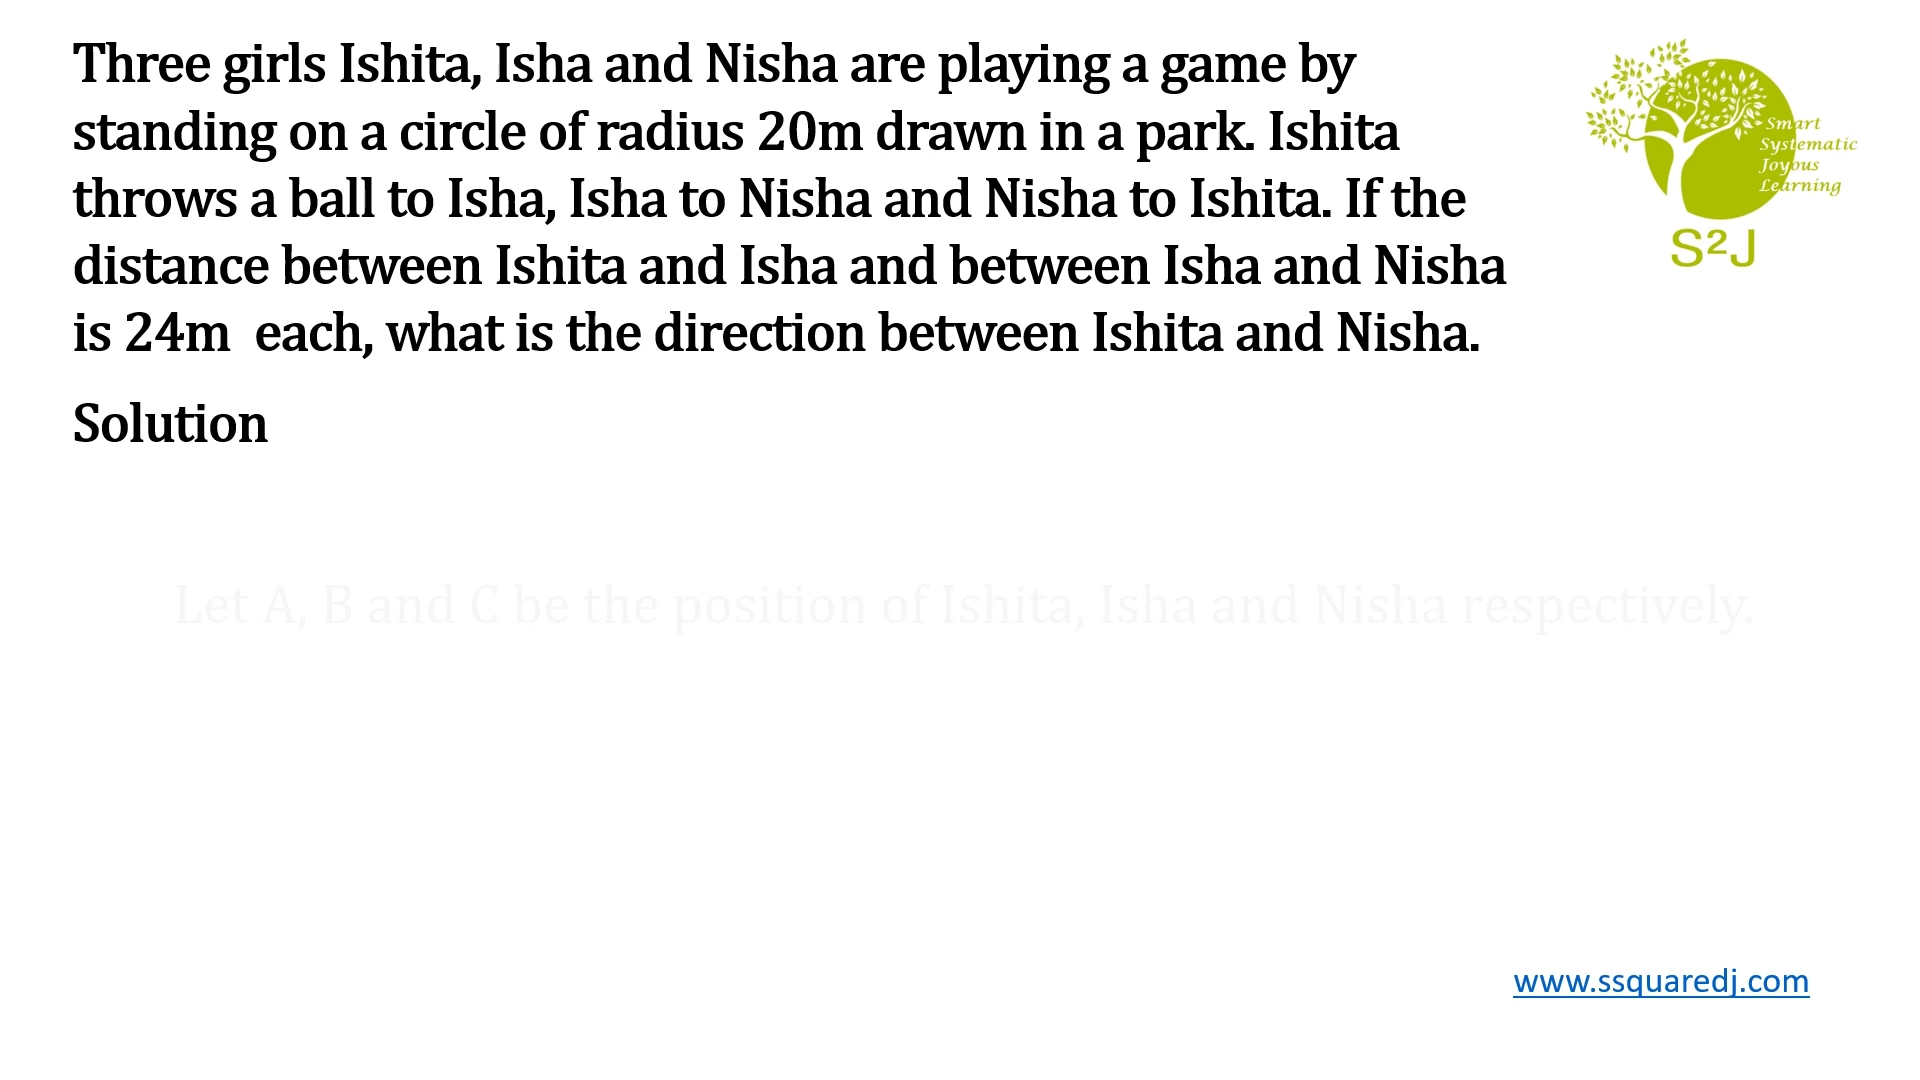 Three girls Ishita, Isha and Nisha are playing a game by
standing on a circle of radius 20m drawn in a park. Ishita
throws a ball to Isha, Isha to Nisha and Nisha to Ishita. If the
distance between Ishita and Isha and between Isha and Nisha
is 24m  each, what is the direction between Ishita and Nisha.
Smart
Systematic
Joyous
Learning
S²J
Solution
Let A, B and C be the position of Ishita, Isha and Nisha respectively.
www.ssquaredj.com